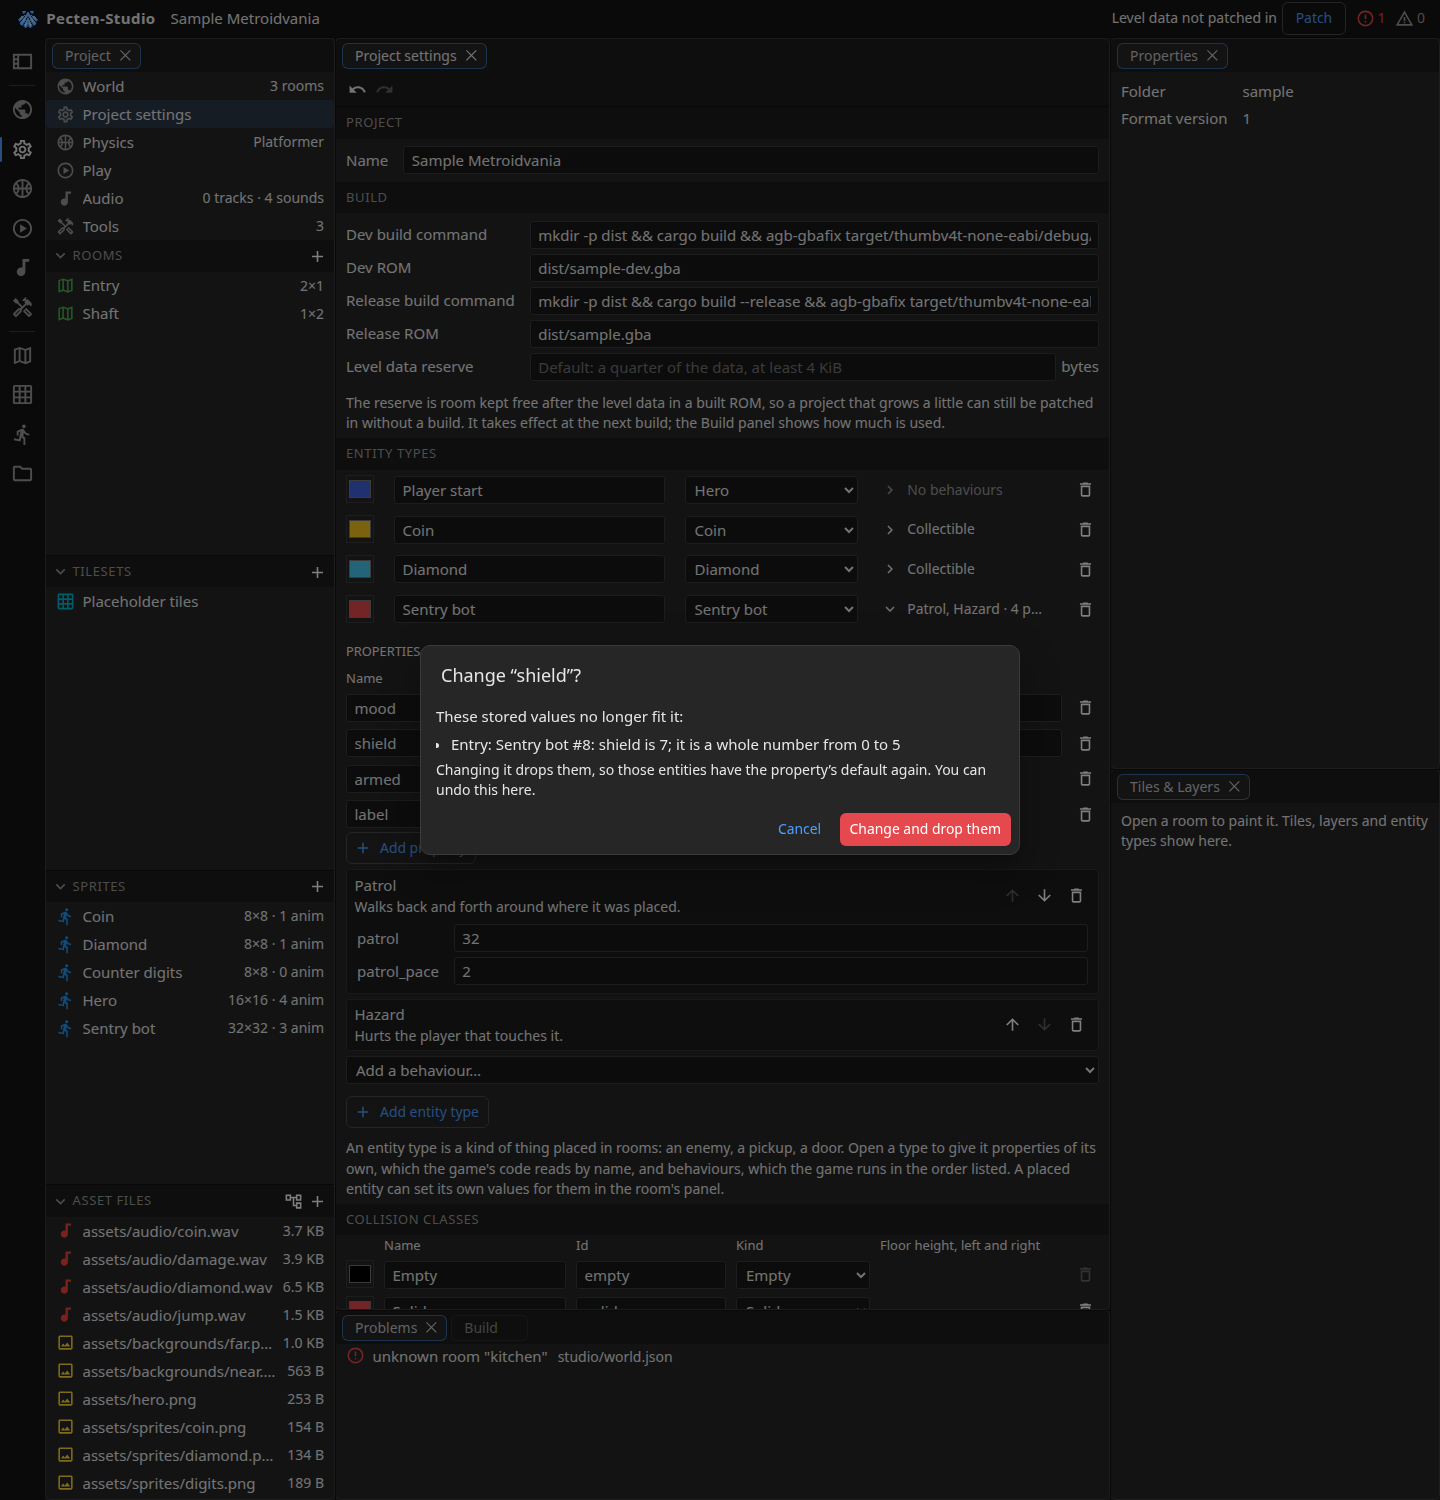 Pecten-Studio Sample Metroidvania
Level data not patched in Patch 1 0
Project
World 3 rooms
Project settings
Physics Platformer
Play
Audio 0 tracks · 4 sounds
Tools 3
ROOMS
Entry 2×1
Shaft 1×2
TILESETS
Placeholder tiles
SPRITES
Coin 8×8 · 1 anim
Diamond 8×8 · 1 anim
Counter digits 8×8 · 0 anim
Hero 16×16 · 4 anim
Sentry bot 32×32 · 3 anim
ASSET FILES
assets/audio/coin.wav 3.7 KB
assets/audio/damage.wav 3.9 KB
assets/audio/diamond.wav 6.5 KB
assets/audio/jump.wav 1.5 KB
assets/backgrounds/far.p... 1.0 KB
assets/backgrounds/near.... 563 B
assets/hero.png 253 B
assets/sprites/coin.png 154 B
assets/sprites/diamond.p... 134 B
assets/sprites/digits.png 189 B
Project settings
PROJECT
Name Sample Metroidvania
BUILD
Dev build command mkdir -p dist && cargo build && agb-gbafix target/thumbv4t-none-eabi/debug/
Dev ROM dist/sample-dev.gba
Release build command mkdir -p dist && cargo build --release && agb-gbafix target/thumbv4t-none-eal
Release ROM dist/sample.gba
Level data reserve Default: a quarter of the data, at least 4 KiB bytes
The reserve is room kept free after the level data in a built ROM, so a project that grows a little can still be patched
in without a build. It takes effect at the next build; the Build panel shows how much is used.
ENTITY TYPES
Player start Hero No behaviours
Coin Coin Collectible
Diamond Diamond Collectible
Sentry bot Sentry bot Patrol, Hazard · 4 p...
PROPERTIES
Name
mood
shield
armed
label
Change “shield”?
These stored values no longer fit it:
Entry: Sentry bot #8: shield is 7; it is a whole number from 0 to 5
Changing it drops them, so those entities have the property’s default again. You can
undo this here.
Cancel Change and drop them
Patrol
Walks back and forth around where it was placed.
patrol 32
patrol_pace 2
Hazard
Hurts the player that touches it.
Add a behaviour...
Add entity type
An entity type is a kind of thing placed in rooms: an enemy, a pickup, a door. Open a type to give it properties of its
own, which the game's code reads by name, and behaviours, which the game runs in the order listed. A placed
entity can set its own values for them in the room's panel.
COLLISION CLASSES
Name Id Kind Floor height, left and right
Empty empty Empty
Problems Build
unknown room "kitchen" studio/world.json
Properties
Folder sample
Format version 1
Tiles & Layers
Open a room to paint it. Tiles, layers and entity
types show here.